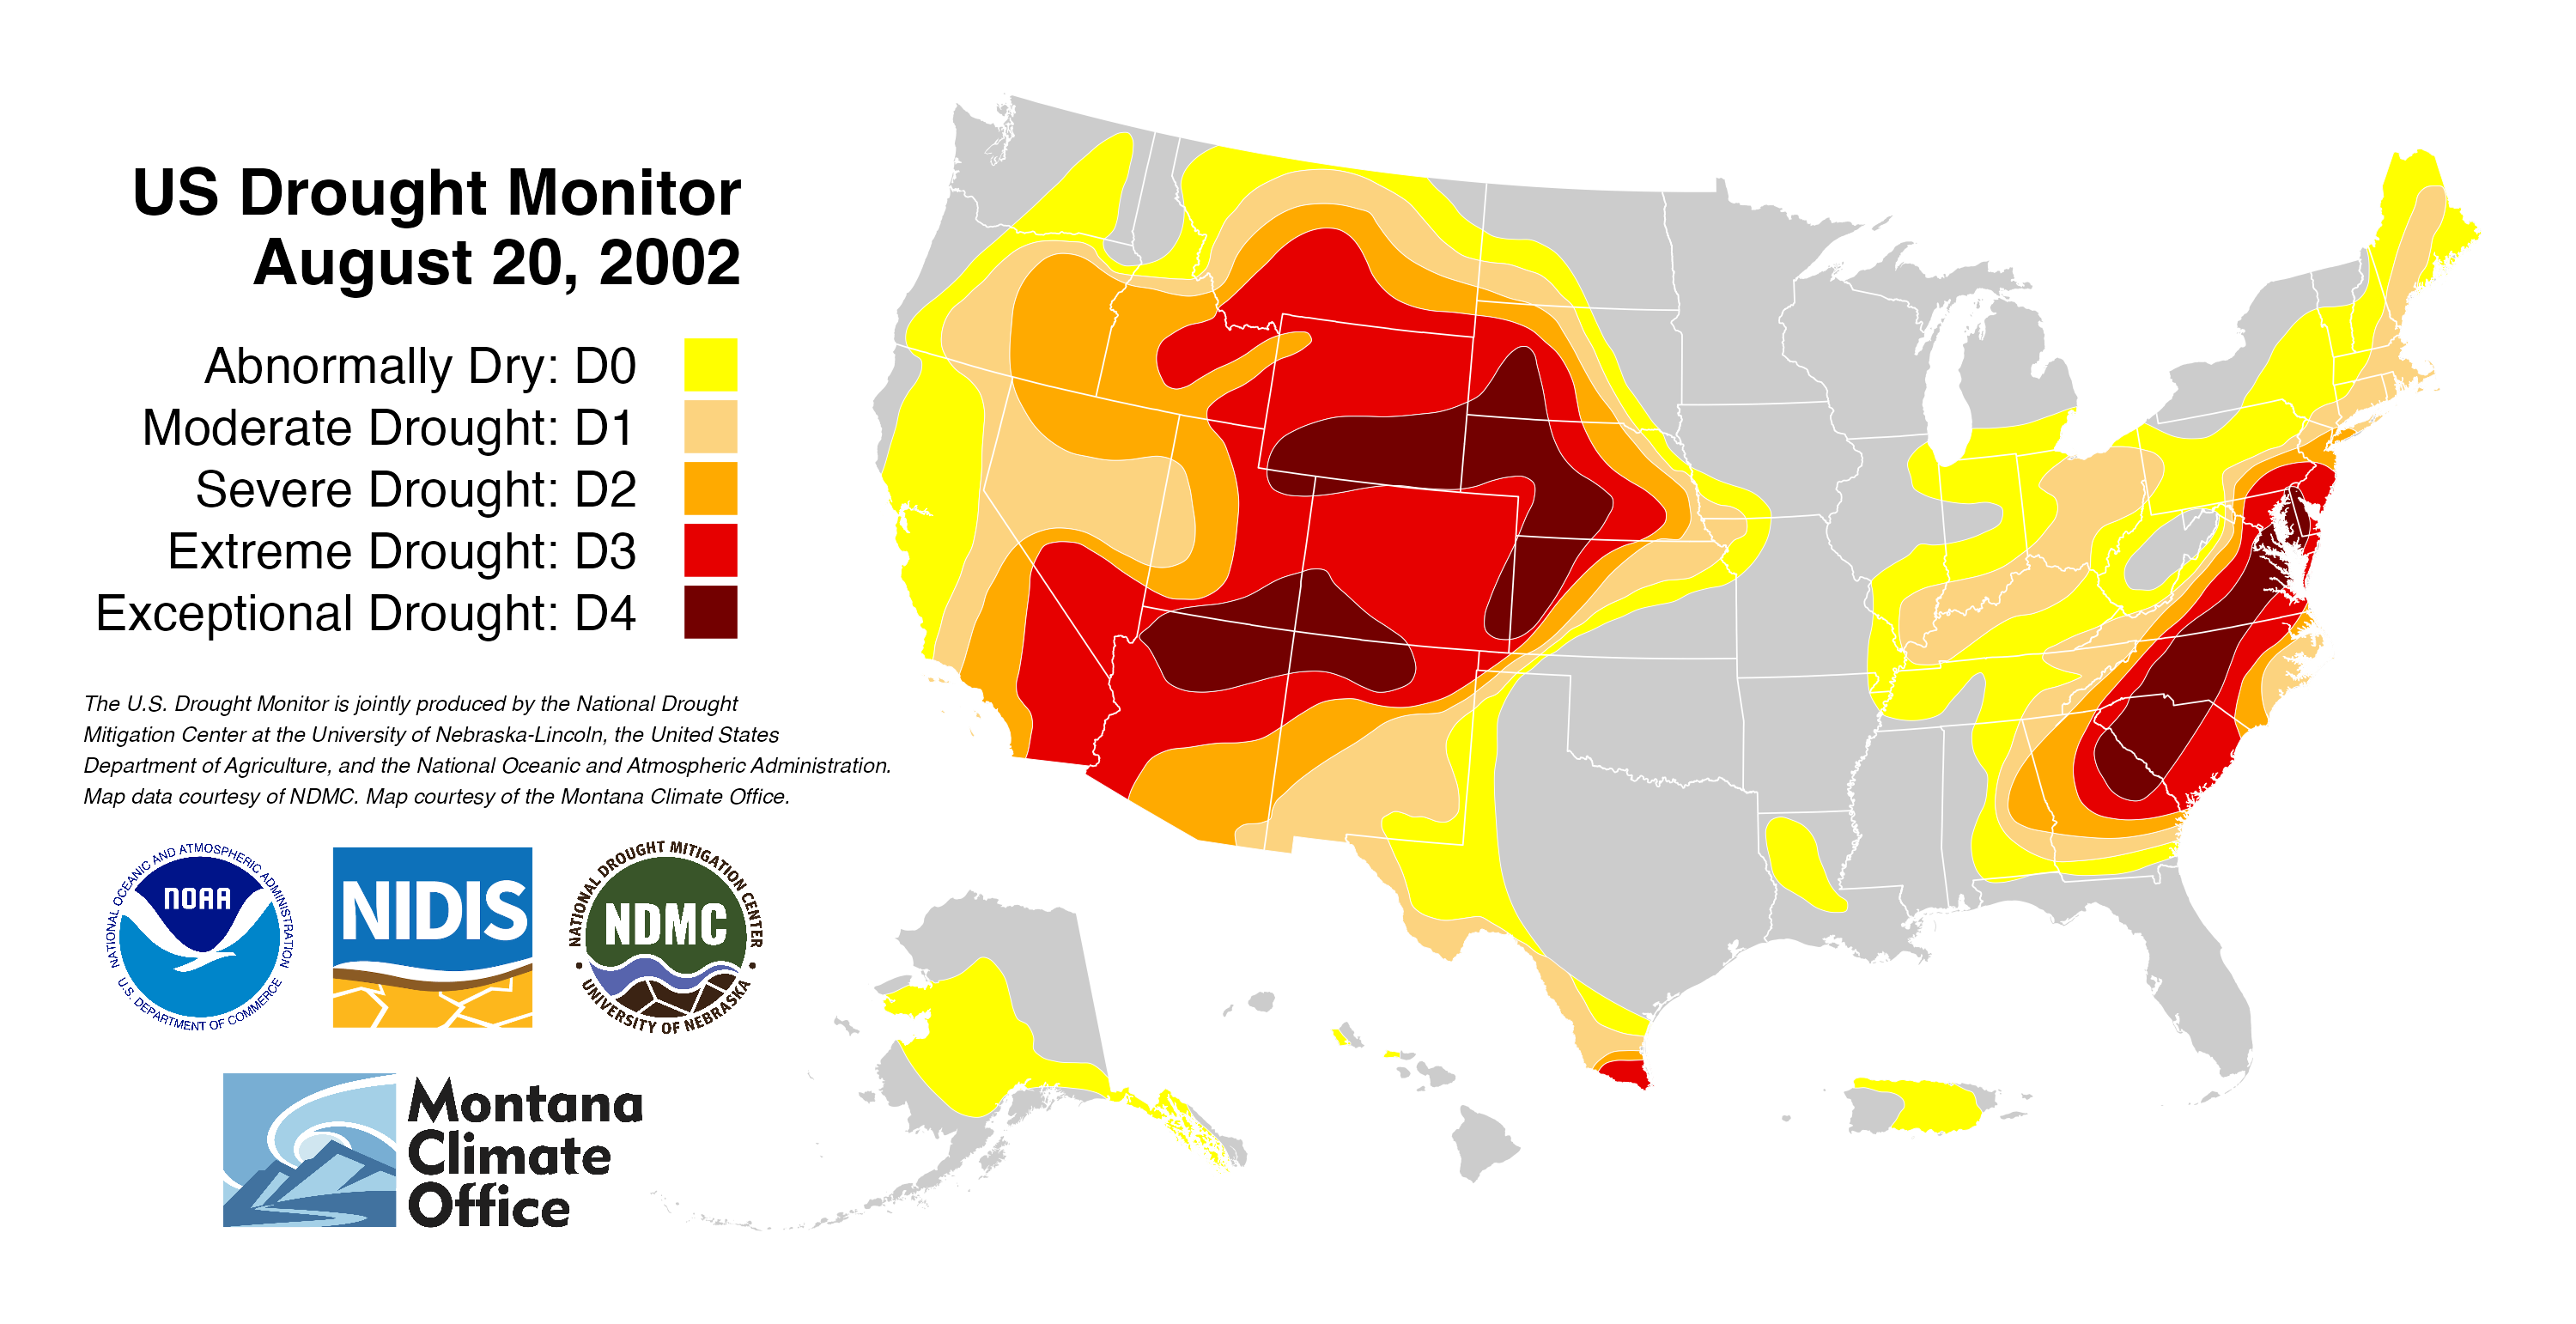 US Drought Monitor
August 20, 2002
Abnormally Dry: D0
Moderate Drought: D1
Severe Drought: D2
Extreme Drought: D3
Exceptional Drought: D4
The U.S. Drought Monitor is jointly produced by the National Drought
Mitigation Center at the University of Nebraska-Lincoln, the United States
Department of Agriculture, and the National Oceanic and Atmospheric Administration.
Map data courtesy of NDMC. Map courtesy of the Montana Climate Office.
NATIONAL OCEANIC AND ATMOSPHERIC ADMINISTRATION
NOAA
U.S. DEPARTMENT OF COMMERCE
NIDIS
NATIONAL DROUGHT MITIGATION CENTER
NDMC
UNIVERSITY OF NEBRASKA
Montana
Climate
Office